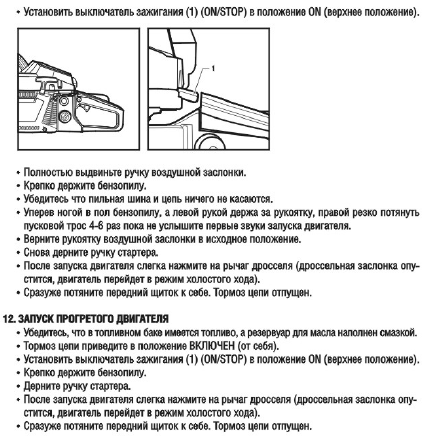 • Установить выключатель зажигания (1) (ON/STOP) в положение ON (верхнее положение).
1
• Полностью выдвиньте ручку воздушной заслонки.
• Крепко держите бензопилу.
• Убедитесь что пильная шина и цепь ничего не касаются.
• Уперев ногой в пол бензопилу, а левой рукой держа за рукоятку, правой резко потянуть
пусковой трос 4-6 раз пока не услышите первые звуки запуска двигателя.
• Верните рукоятку воздушной заслонки в исходное положение.
• Снова дерните ручку стартера.
• После запуска двигателя слегка нажмите на рычаг дросселя (дроссельная заслонка опу-
стится, двигатель перейдет в режим холостого хода).
• Сразуже потяните передний щиток к себе. Тормоз цепи отпущен.
12. ЗАПУСК ПРОГРЕТОГО ДВИГАТЕЛЯ
• Убедитесь, что в топливном баке имеется топливо, а резервуар для масла наполнен смазкой.
• Тормоз цепи приведите в положение ВКЛЮЧЕН (от себя).
• Установить выключатель зажигания (1) (ON/STOP) в положение ON (верхнее положение).
• Крепко держите бензопилу.
• Дерните ручку стартера.
• После запуска двигателя слегка нажмите на рычаг дросселя (дроссельная заслонка опу-
стится, двигатель перейдет в режим холостого хода).
• Сразуже потяните передний щиток к себе. Тормоз цепи отпущен.